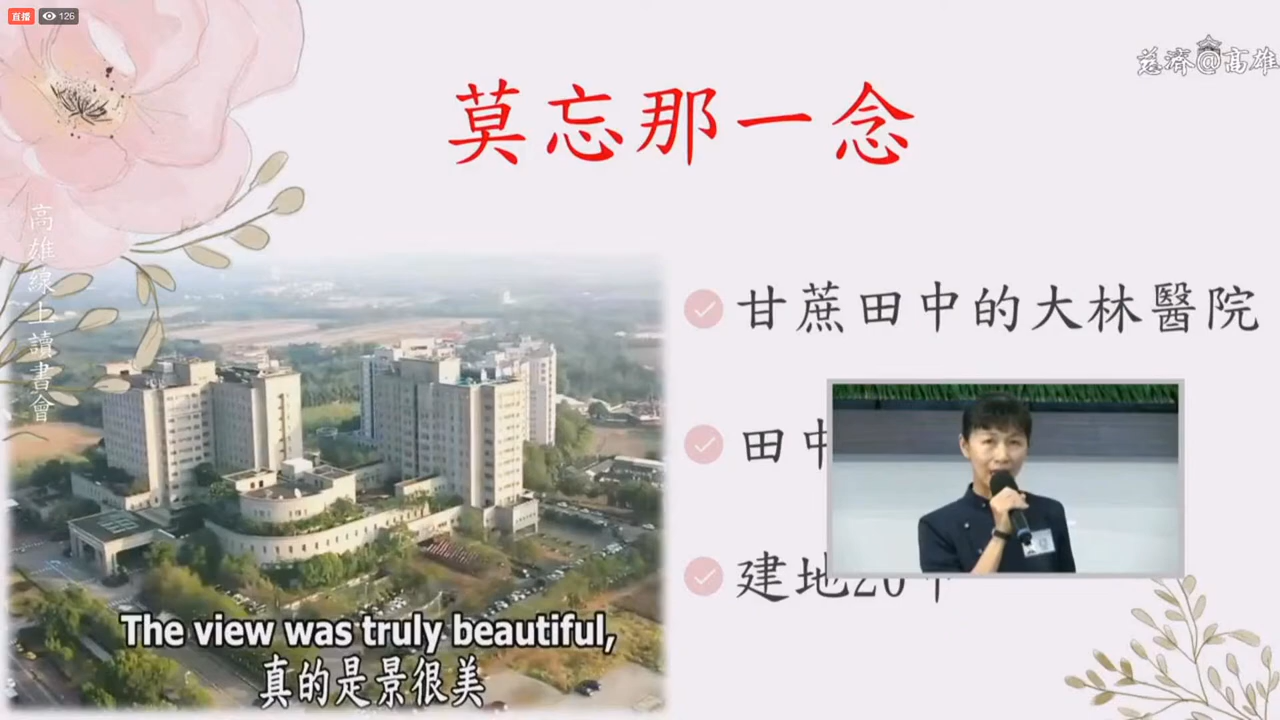 直播 126
慈濟@高雄
莫忘那一念
高雄線上讀書會
甘蔗田中的大林醫院
田中
建地20
The view was truly beautiful,
真的是景很美